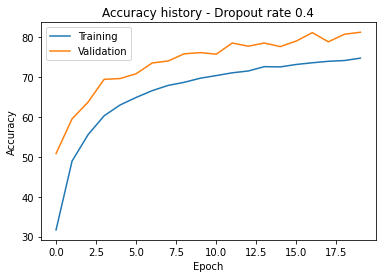 Accuracy history - Dropout rate 0.4
Training
Validation
Accuracy
80
70
60
50
40
30
0.0 2.5 5.0 7.5 10.0 12.5 15.0 17.5
Epoch